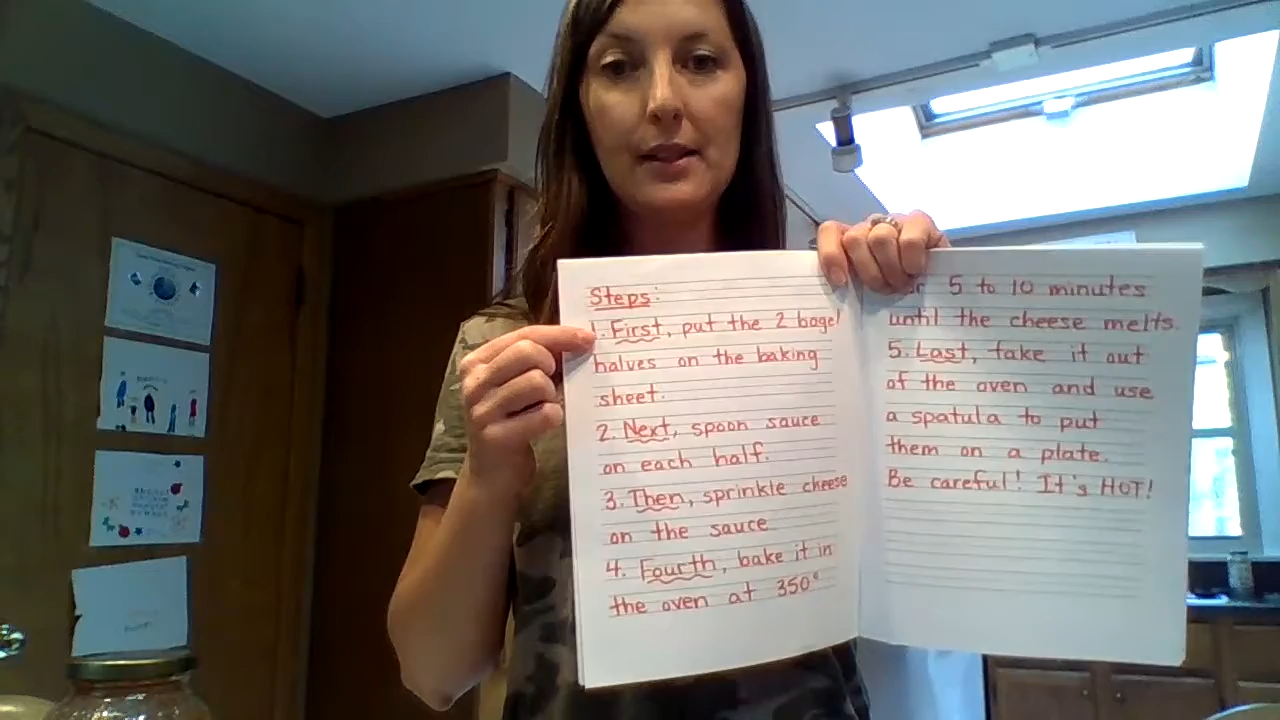 Steps:
1. First, put the 2 bagel
halves on the baking
sheet.
2. Next, spoon sauce
on each half.
3. Then, sprinkle cheese
on the sauce
4. Fourth, bake it in
the oven at 350°
5 to 10 minutes
until the cheese melts.
5. Last, take it out
of the oven and use
a spatula to put
them on a plate.
Be careful! It's HOT!